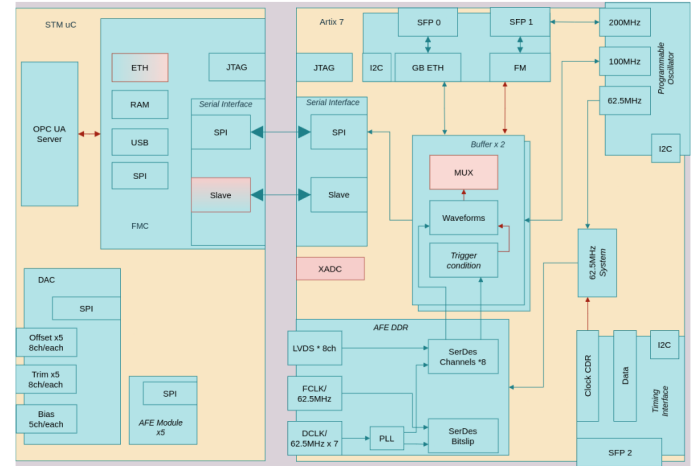 STM uC
OPC UA
Server
ETH
RAM
USB
SPI
FMC
JTAG
Serial Interface
SPI
Slave
DAC
SPI
Offset x5
8ch/each
Trim x5
8ch/each
Bias
5ch/each
SPI
AFE Module
x5
Artix 7
JTAG
Serial Interface
SPI
Slave
XADC
SFP 0
SFP 1
I2C
GB ETH
FM
Buffer x 2
MUX
Waveforms
Trigger
condition
AFE DDR
LVDS * 8ch
FCLK/
62.5MHz
DCLK/
62.5MHz x 7
PLL
SerDes
Channels *8
SerDes
Bitslip
200MHz
100MHz
62.5MHz
Programmable
Oscillator
I2C
62.5MHz
System
Clock CDR
Data
I2C
Timing
Interface
SFP 2